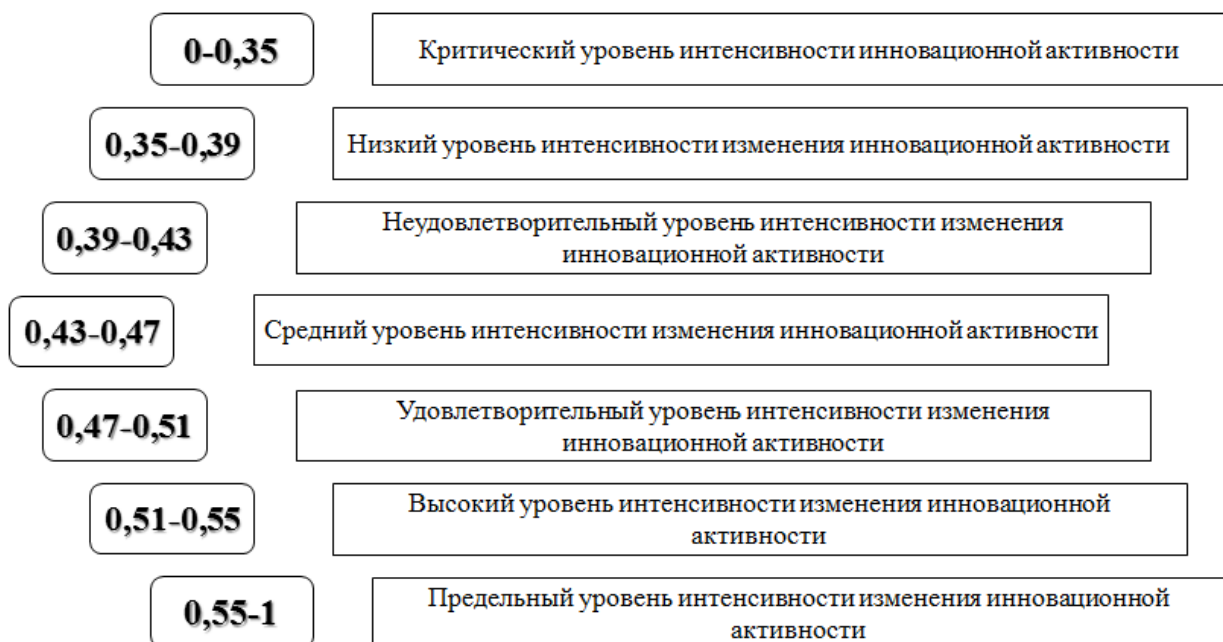 0-0,35
Критический уровень интенсивности инновационной активности
0,35-0,39
Низкий уровень интенсивности изменения инновационной активности
0,39-0,43
Неудовлетворительный уровень интенсивности изменения
инновационной активности
0,43-0,47
Средний уровень интенсивности изменения инновационной активности
0,47-0,51
Удовлетворительный уровень интенсивности изменения
инновационной активности
0,51-0,55
Высокий уровень интенсивности изменения инновационной
активности
0,55-1
Предельный уровень интенсивности изменения инновационной
активности